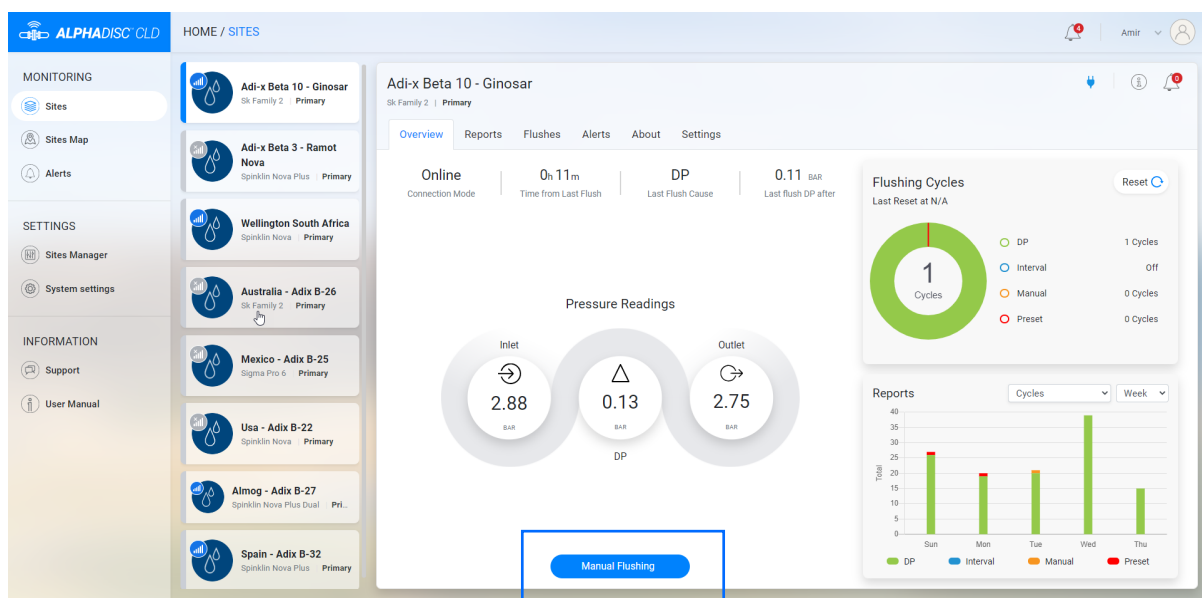 ALPHADISC™ CLD
HOME / SITES
4
Amir
MONITORING
Sites
Sites Map
Alerts
SETTINGS
Sites Manager
System settings
INFORMATION
Support
User Manual
Adi-x Beta 10 - Ginosar
Sk Family 2 | Primary
Adi-x Beta 3 - Ramot
Nova
Spinklin Nova Plus | Primary
Wellington South Africa
Spinklin Nova | Primary
Australia - Adix B-26
Sk Family 2 Primary
Mexico - Adix B-25
Sigma Pro 6 Primary
Usa - Adix B-22
Spinklin Nova Primary
Almog - Adix B-27
Spinklin Nova Plus Dual Pri...
Spain - Adix B-32
Spinklin Nova Plus Primary
Adi-x Beta 10 - Ginosar
Sk Family 2 | Primary
0
Overview Reports Flushes Alerts About Settings
Online 0h 11m DP 0.11 BAR
Connection Mode Time from Last Flush Last Flush Cause Last flush DP after
Pressure Readings
Inlet Outlet
2.88 0.13 2.75
BAR BAR BAR
DP
Manual Flushing
Flushing Cycles Reset
Last Reset at N/A
1
Cycles
DP 1 Cycles
Interval Off
Manual 0 Cycles
Preset 0 Cycles
Reports Cycles Week
Total
40
35
30
25
20
15
10
5
0
Sun Mon Tue Wed Thu
DP Interval Manual Preset